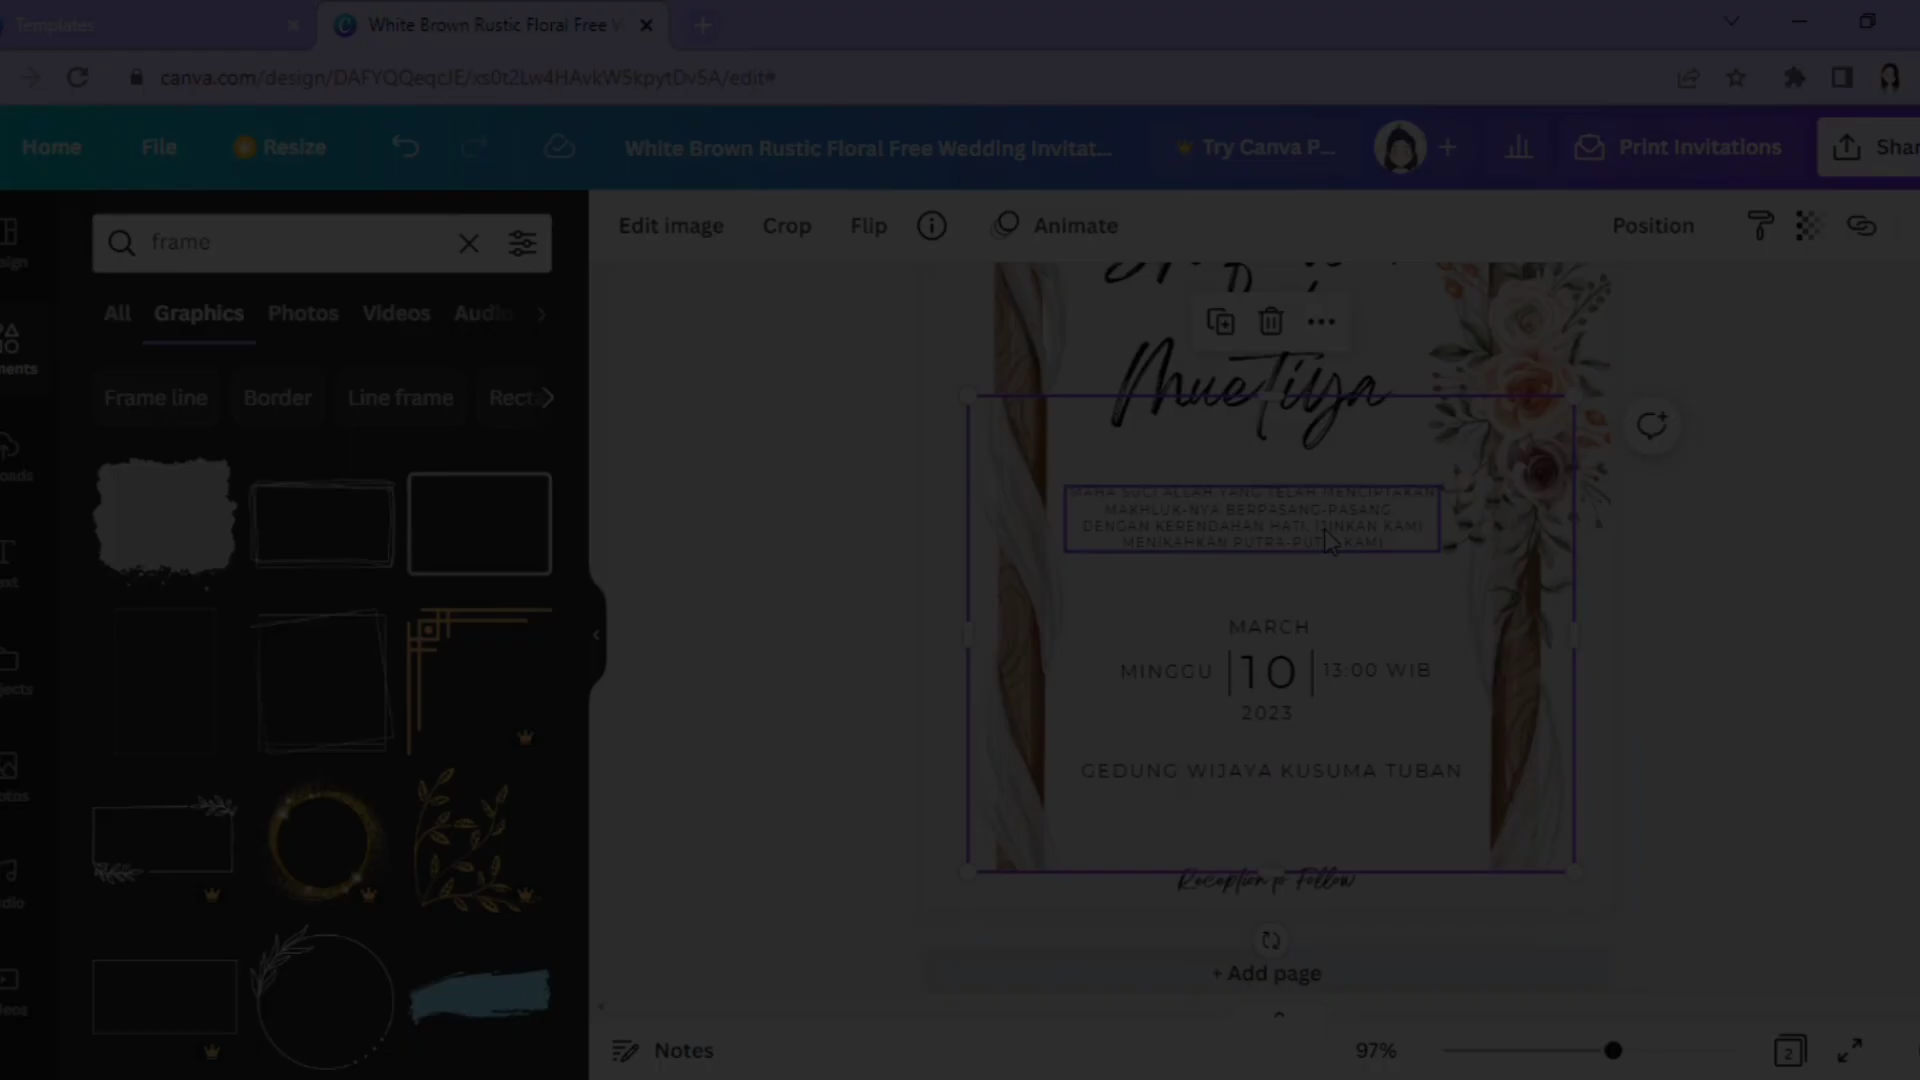 Templates
White Brown Rustic Floral Free
canva.com/design/DAFYQQeqcJE/xs0t2Lw4HAvkW5kpytDv5A/edit#
Home
File
Resize
White Brown Rustic Floral Free Wedding Invitat...
Try Canva P...
Print Invitations
Shar
frame
Edit image
Crop
Flip
Animate
Position
All
Graphics
Photos
Videos
Audio
Frame line
Border
Line frame
Recta
MueTiya
MAHA SUCI ALLAH YANG TELAH MENCIPTAKAN
MAKHLUK-NYA BERPASANG-PASANG.
DENGAN KERENDAHAN HATI, IJINKAN KAMI
MENIKAHKAN PUTRA-PUTRI KAMI
MARCH
MINGGU
10
13:00 WIB
2023
GEDUNG WIJAYA KUSUMA TUBAN
Reception to Follow
+ Add page
Notes
97%
2